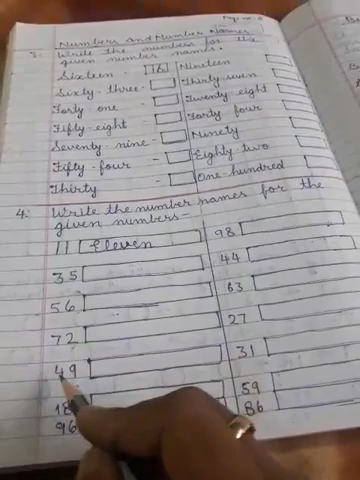 Numbers and Number Names
3. Write the numbers for the
given number names.
Sixteen - 16 Nineteen
Sixty-three- Thirty-seven
Forty one - Twenty eight
Fifty-eight - Forty four
Seventy nine- Ninety
Fifty-four - Eighty-two
Thirty One-hundred
4. Write the number names for the
given numbers-
11 Eleven 98
35 44
56 63
72 27
49 31
18 59
96 86